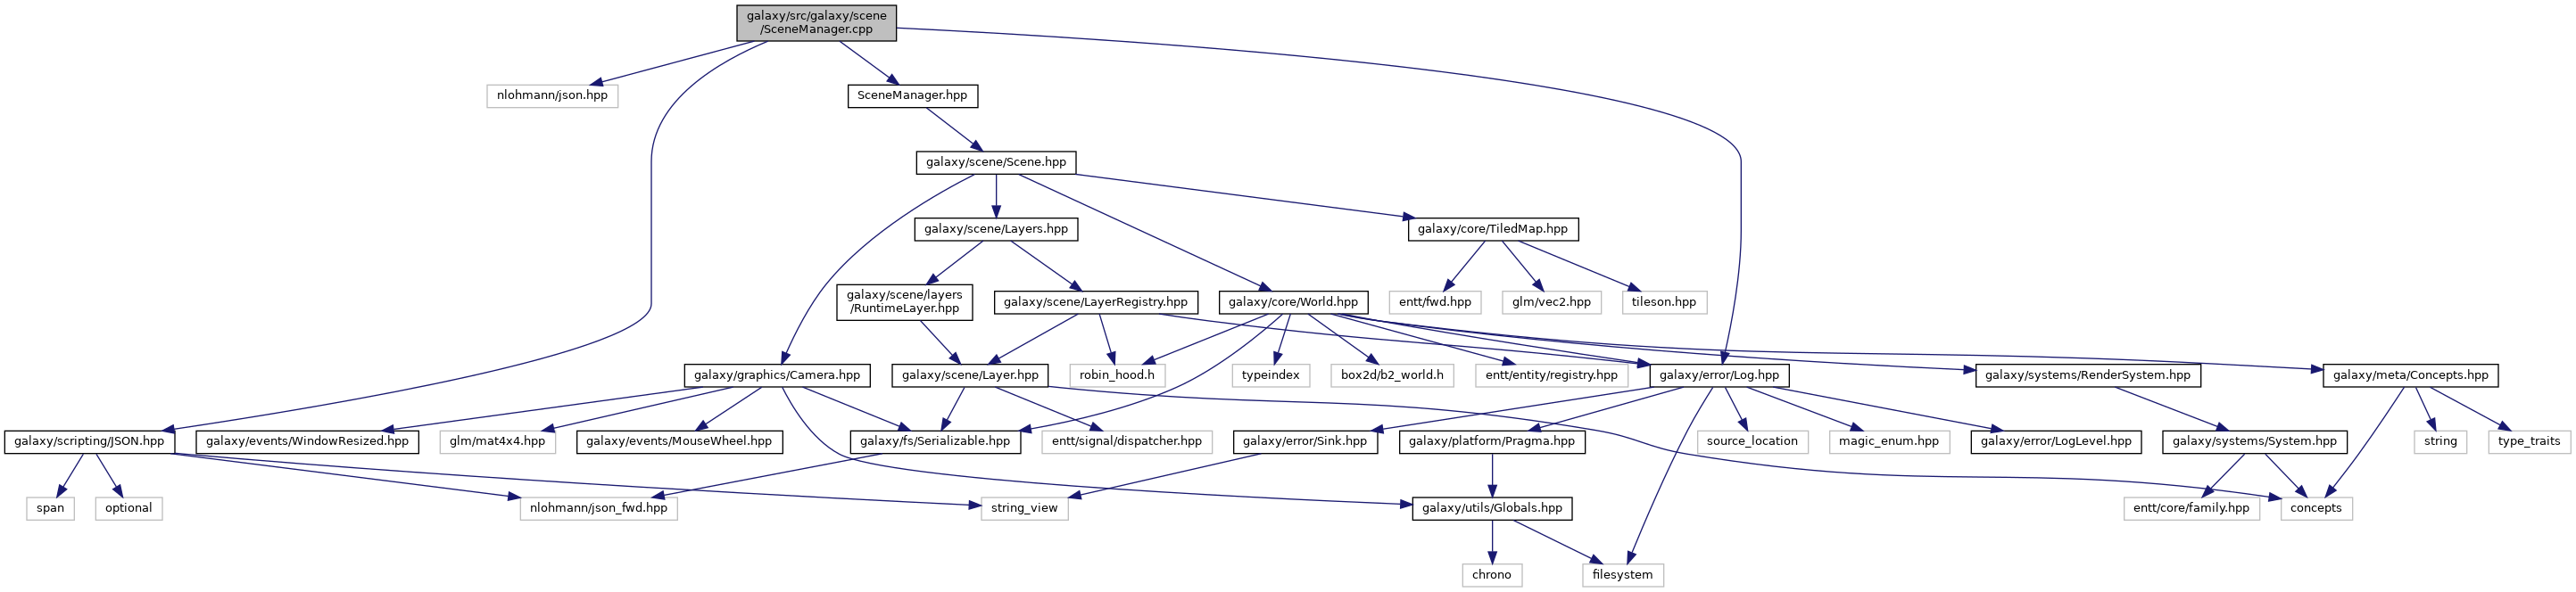 galaxy/src/galaxy/scene
/SceneManager.cpp
nlohmann/json.hpp
SceneManager.hpp
galaxy/scene/Scene.hpp
galaxy/scene/Layers.hpp
galaxy/core/TiledMap.hpp
galaxy/scene/layers
/RuntimeLayer.hpp
galaxy/scene/LayerRegistry.hpp
galaxy/core/World.hpp
entt/fwd.hpp
glm/vec2.hpp
tileson.hpp
galaxy/graphics/Camera.hpp
galaxy/scene/Layer.hpp
robin_hood.h
typeindex
box2d/b2_world.h
entt/entity/registry.hpp
galaxy/error/Log.hpp
galaxy/systems/RenderSystem.hpp
galaxy/meta/Concepts.hpp
galaxy/scripting/JSON.hpp
galaxy/events/WindowResized.hpp
glm/mat4x4.hpp
galaxy/events/MouseWheel.hpp
galaxy/fs/Serializable.hpp
entt/signal/dispatcher.hpp
galaxy/error/Sink.hpp
galaxy/platform/Pragma.hpp
source_location
magic_enum.hpp
galaxy/error/LogLevel.hpp
galaxy/systems/System.hpp
string
type_traits
span
optional
nlohmann/json_fwd.hpp
string_view
galaxy/utils/Globals.hpp
entt/core/family.hpp
concepts
chrono
filesystem